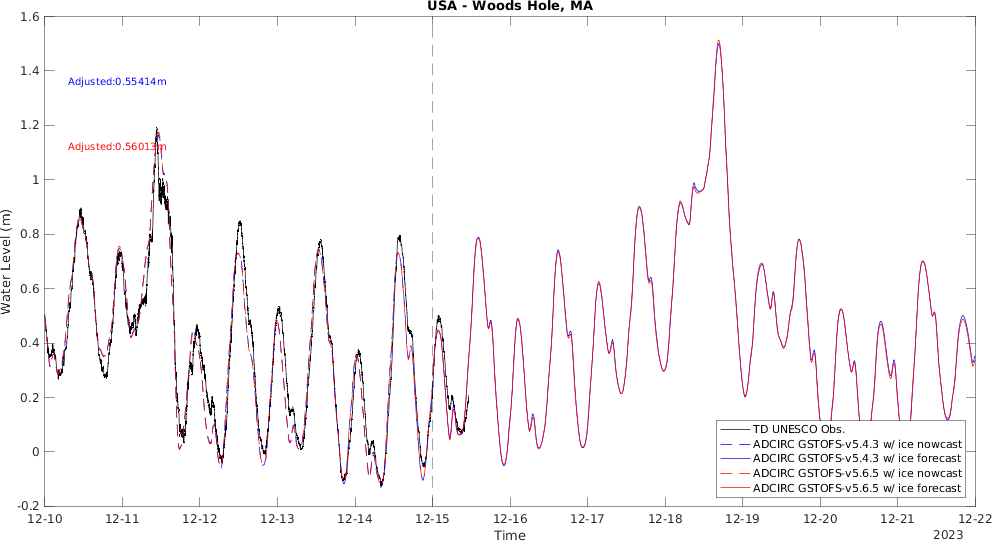 USA - Woods Hole, MA
1.6
1.4
1.2
1
0.8
0.6
0.4
0.2
0
-0.2
Water Level (m)
Adjusted:0.55414m
Adjusted:0.56013m
TD UNESCO Obs.
ADCIRC GSTOFS-v5.4.3 w/ ice nowcast
ADCIRC GSTOFS-v5.4.3 w/ ice forecast
ADCIRC GSTOFS-v5.6.5 w/ ice nowcast
ADCIRC GSTOFS-v5.6.5 w/ ice forecast
12-10 12-11 12-12 12-13 12-14 12-15 12-16 12-17 12-18 12-19 12-20 12-21 12-22
Time
2023